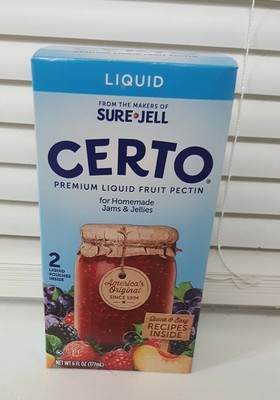 LIQUID
FROM THE MAKERS OF
SURE-JELL
CERTO®
PREMIUM LIQUID FRUIT PECTIN
for Homemade
Jams & Jellies
2
LIQUID
POUCHES
INSIDE
America's
Original
SINCE 1934
Quick & Easy
RECIPES
INSIDE
NET WT 6 FL OZ (177mL)